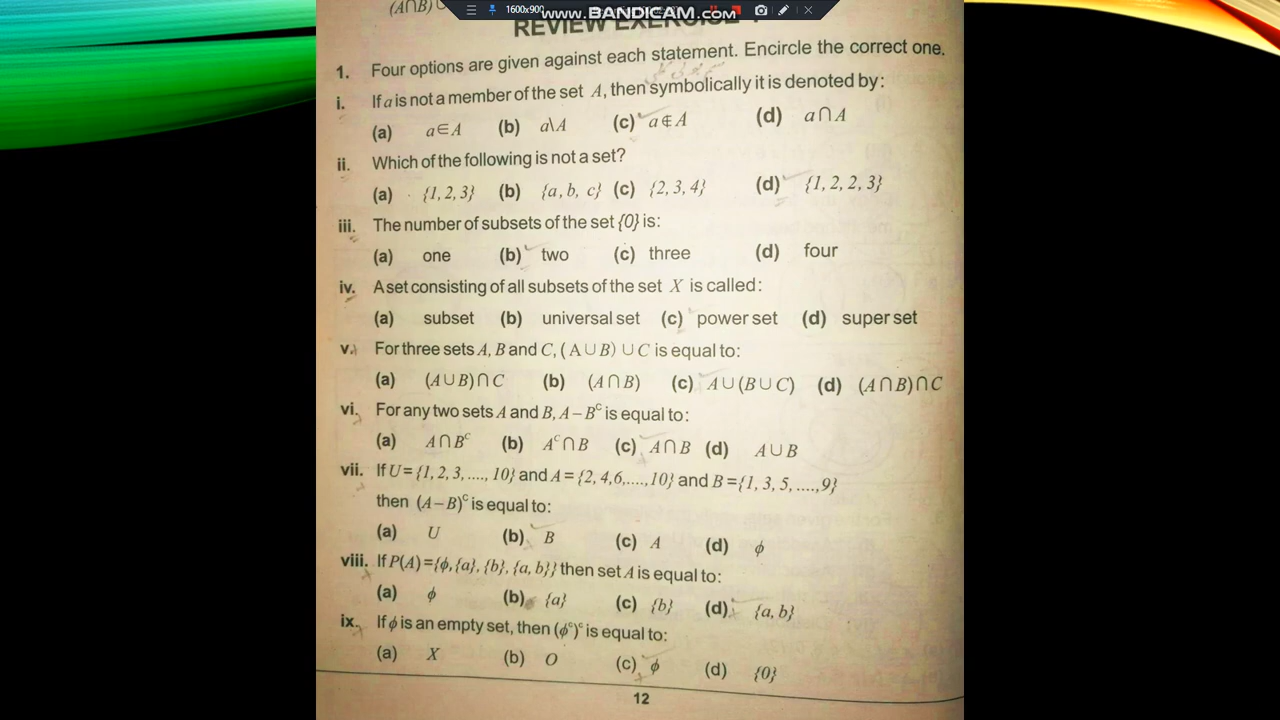 (A∩B)
1600x900
www.BANDICAM.com
REVIEW EXERCISE
1. Four options are given against each statement. Encircle the correct one.
i. If a is not a member of the set A, then symbolically it is denoted by:
(a) a∈A (b) a\A (c) a∉A (d) a∩A
ii. Which of the following is not a set?
(a) {1, 2, 3} (b) {a, b, c} (c) {2, 3, 4} (d) {1, 2, 2, 3}
iii. The number of subsets of the set {0} is:
(a) one (b) two (c) three (d) four
iv. A set consisting of all subsets of the set X is called:
(a) subset (b) universal set (c) power set (d) super set
v. For three sets A, B and C, (A∪B) ∪C is equal to:
(a) (A∪B)∩C (b) (A∩B) (c) A∪(B∪C) (d) (A∩B)∩C
vi. For any two sets A and B, A–Bᶜ is equal to:
(a) A∩Bᶜ (b) Aᶜ∩B (c) A∩B (d) A∪B
vii. If U={1, 2, 3, ...., 10} and A={2, 4,6,....,10} and B={1, 3, 5, ....,9}
then (A–B)ᶜ is equal to:
(a) U (b) B (c) A (d) ϕ
viii. If P(A)={ϕ,{a}, {b}, {a, b}} then set A is equal to:
(a) ϕ (b) {a} (c) {b} (d) {a, b}
ix. If ϕ is an empty set, then (ϕᶜ)ᶜ is equal to:
(a) X (b) O (c) ϕ (d) {0}
12